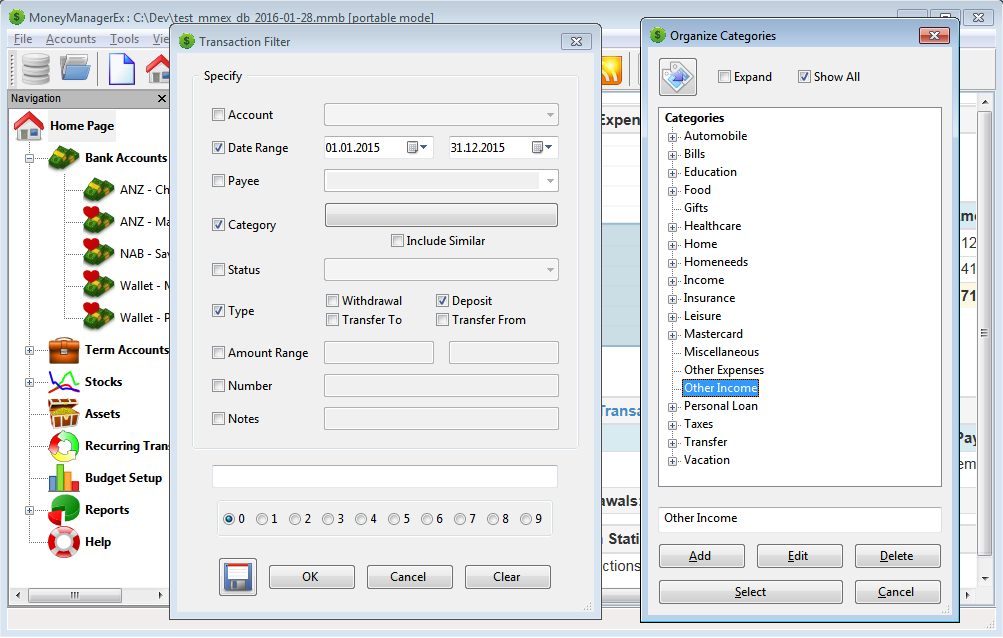 MoneyManagerEx : C:\Dev\test_mmex_db_2016-01-28.mmb [portable mode]
File Accounts Tools Vie
Navigation
Home Page
Bank Accounts
ANZ - Ch
ANZ - Ma
NAB - Sav
Wallet - M
Wallet - P
Term Accounts
Stocks
Assets
Recurring Tran
Budget Setup
Reports
Help
Transaction Filter
Specify
Account
Date Range 01.01.2015 31.12.2015
Payee
Category
Include Similar
Status
Type
Withdrawal Deposit
Transfer To Transfer From
Amount Range
Number
Notes
0 1 2 3 4 5 6 7 8 9
OK Cancel Clear
Expen
Transa
awals:
Stati
ctions
Organize Categories
Expand Show All
Categories
Automobile
Bills
Education
Food
Gifts
Healthcare
Home
Homeneeds
Income
Insurance
Leisure
Mastercard
Miscellaneous
Other Expenses
Other Income
Personal Loan
Taxes
Transfer
Vacation
Other Income
Add Edit Delete
Select Cancel
12
41
71
Pay
em